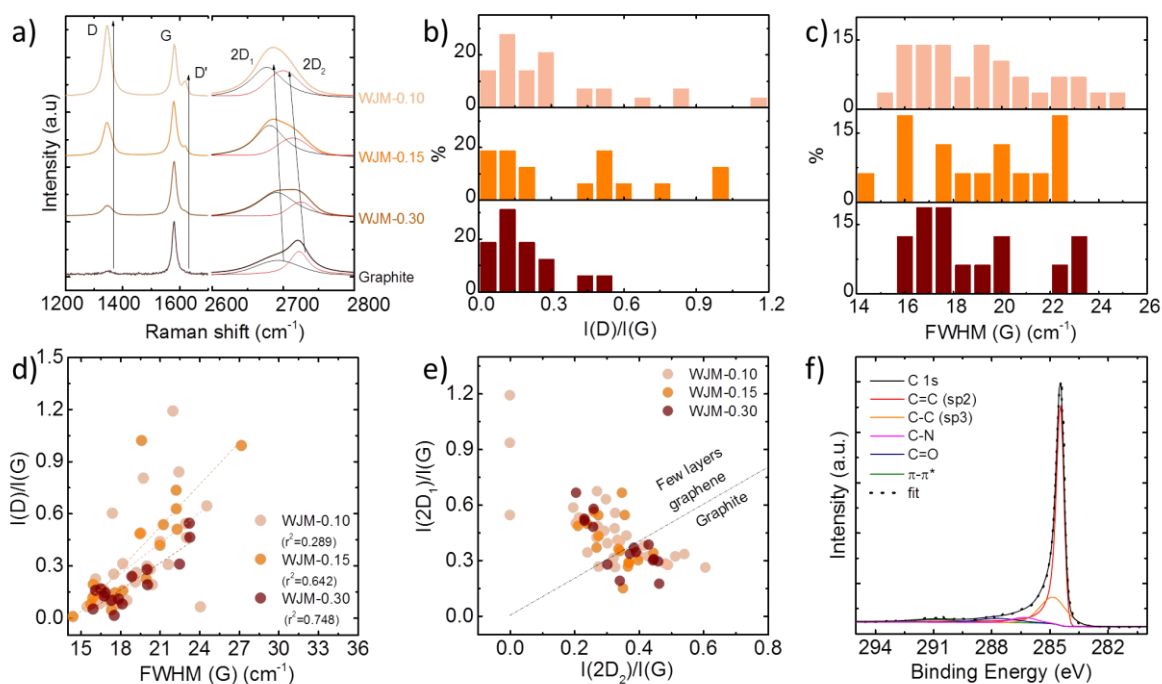 a)
D
G
D'
2D1
2D2
WJM-0.10
WJM-0.15
WJM-0.30
Graphite
Intensity (a.u)
1200 1400 1600 2600 2700 2800
Raman shift (cm-1)
b)
20
0
20
0
20
0
%
0.0 0.3 0.6 0.9 1.2
I(D)/I(G)
c)
15
0
15
0
15
0
%
14 16 18 20 22 24 26
FWHM (G) (cm-1)
d)
1.5
1.2
0.9
0.6
0.3
0.0
I(D)/I(G)
WJM-0.10
(r2=0.289)
WJM-0.15
(r2=0.642)
WJM-0.30
(r2=0.748)
15 18 21 24 27 30
FWHM (G) (cm-1)
e)
1.2
0.9
0.6
0.3
0.0
I(2D1)/I(G)
WJM-0.10
WJM-0.15
WJM-0.30
Few layers
graphene
Graphite
0.0 0.2 0.4 0.6 0.8
I(2D2)/I(G)
f)
C 1s
C=C (sp2)
C-C (sp3)
C-N
C=O
π-π*
fit
Intensity (a.u.)
294 291 288 285 282
Binding Energy (eV)